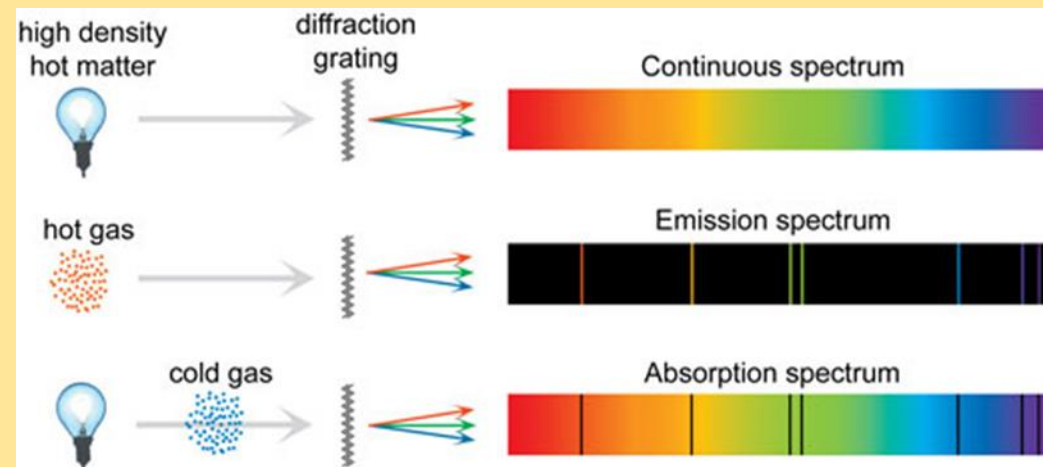 high density
hot matter
diffraction
grating
Continuous spectrum
hot gas
Emission spectrum
cold gas
Absorption spectrum